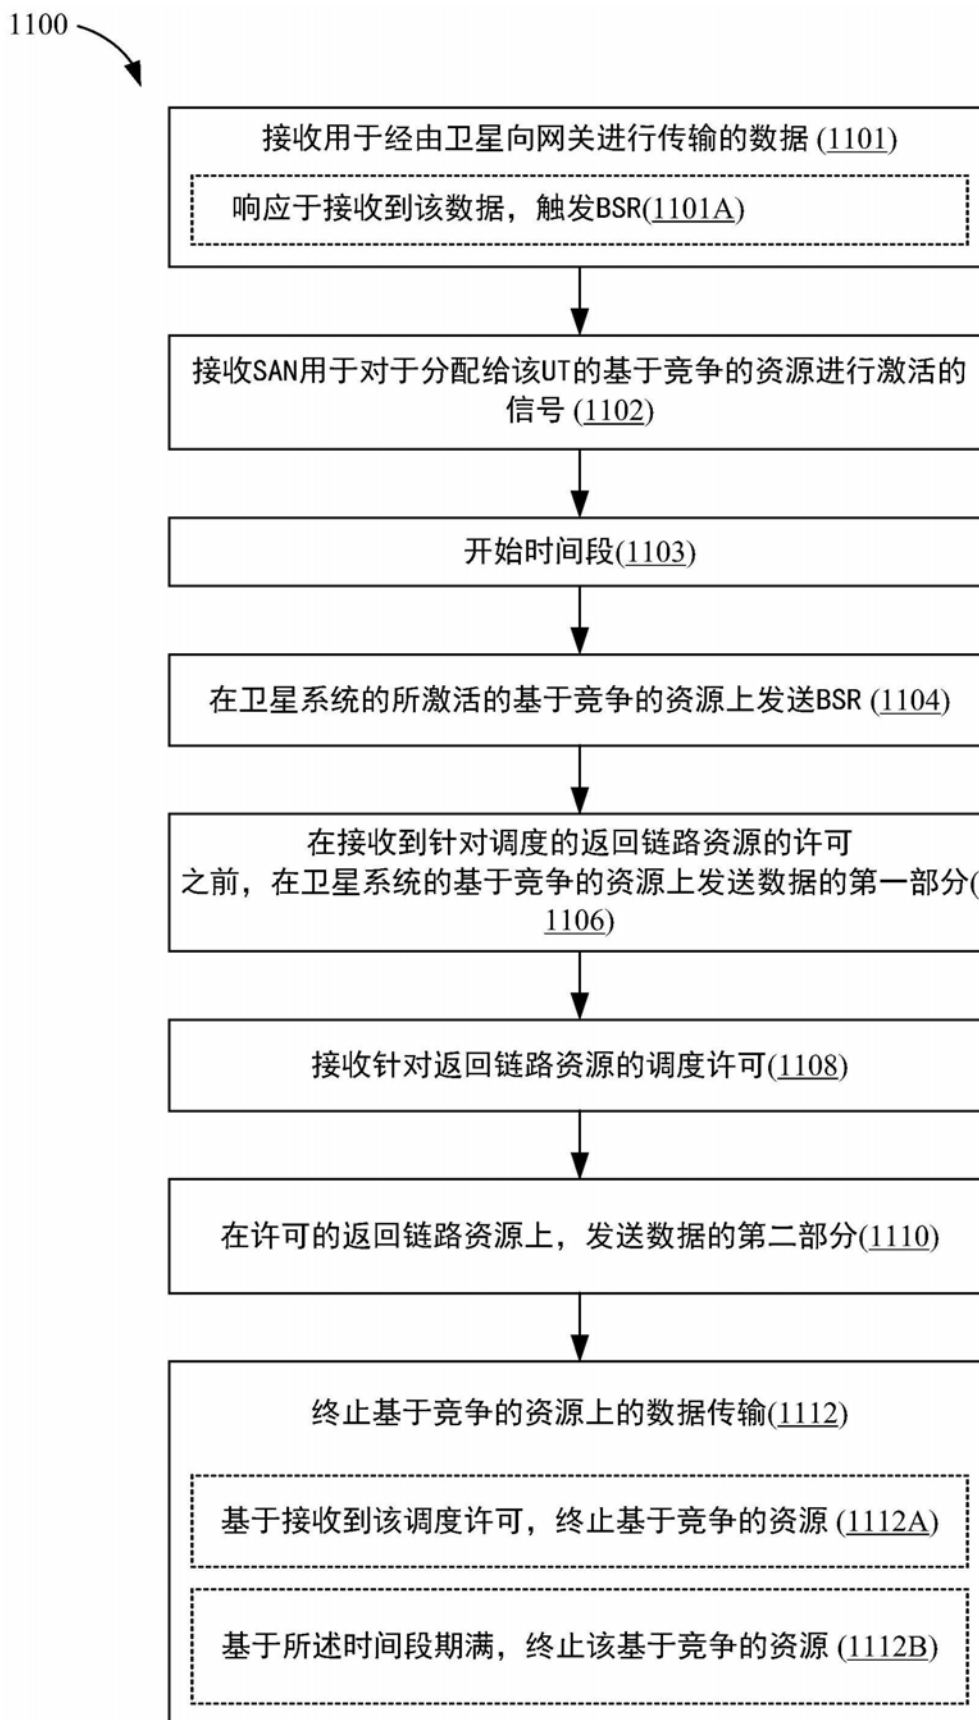 1100
接收用于经由卫星向网关进行传输的数据 (1101)
响应于接收到该数据，触发BSR(1101A)
接收SAN用于对于分配给该UT的基于竞争的资源进行激活的
信号 (1102)
开始时间段(1103)
在卫星系统的所激活的基于竞争的资源上发送BSR (1104)
在接收到针对调度的返回链路资源的许可
之前，在卫星系统的基于竞争的资源上发送数据的第一部分(
1106)
接收针对返回链路资源的调度许可(1108)
在许可的返回链路资源上，发送数据的第二部分(1110)
终止基于竞争的资源上的数据传输(1112)
基于接收到该调度许可，终止基于竞争的资源 (1112A)
基于所述时间段期满，终止该基于竞争的资源 (1112B)